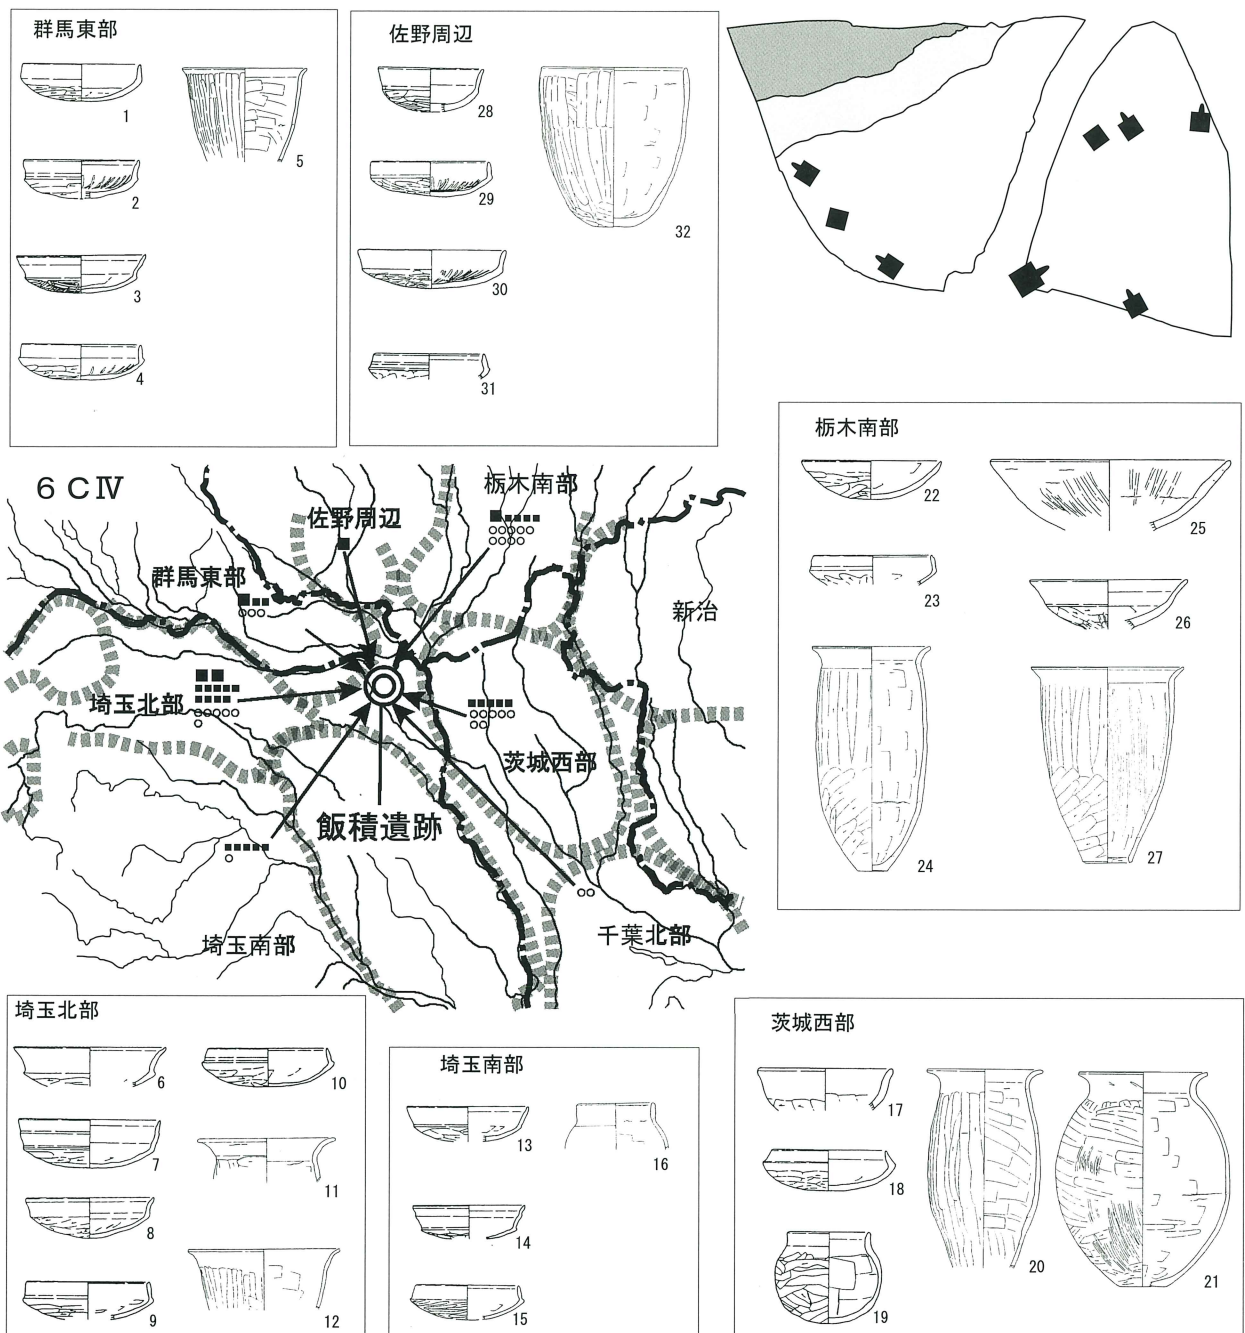 群馬東部
1
2
3
4
5
佐野周辺
28
29
30
31
32
栃木南部
22
23
24
25
26
27
6CⅣ
栃木南部
佐野周辺
群馬東部
新治
埼玉北部
茨城西部
飯積遺跡
埼玉南部
千葉北部
埼玉北部
6
7
8
9
10
11
12
埼玉南部
13
14
15
16
茨城西部
17
18
19
20
21